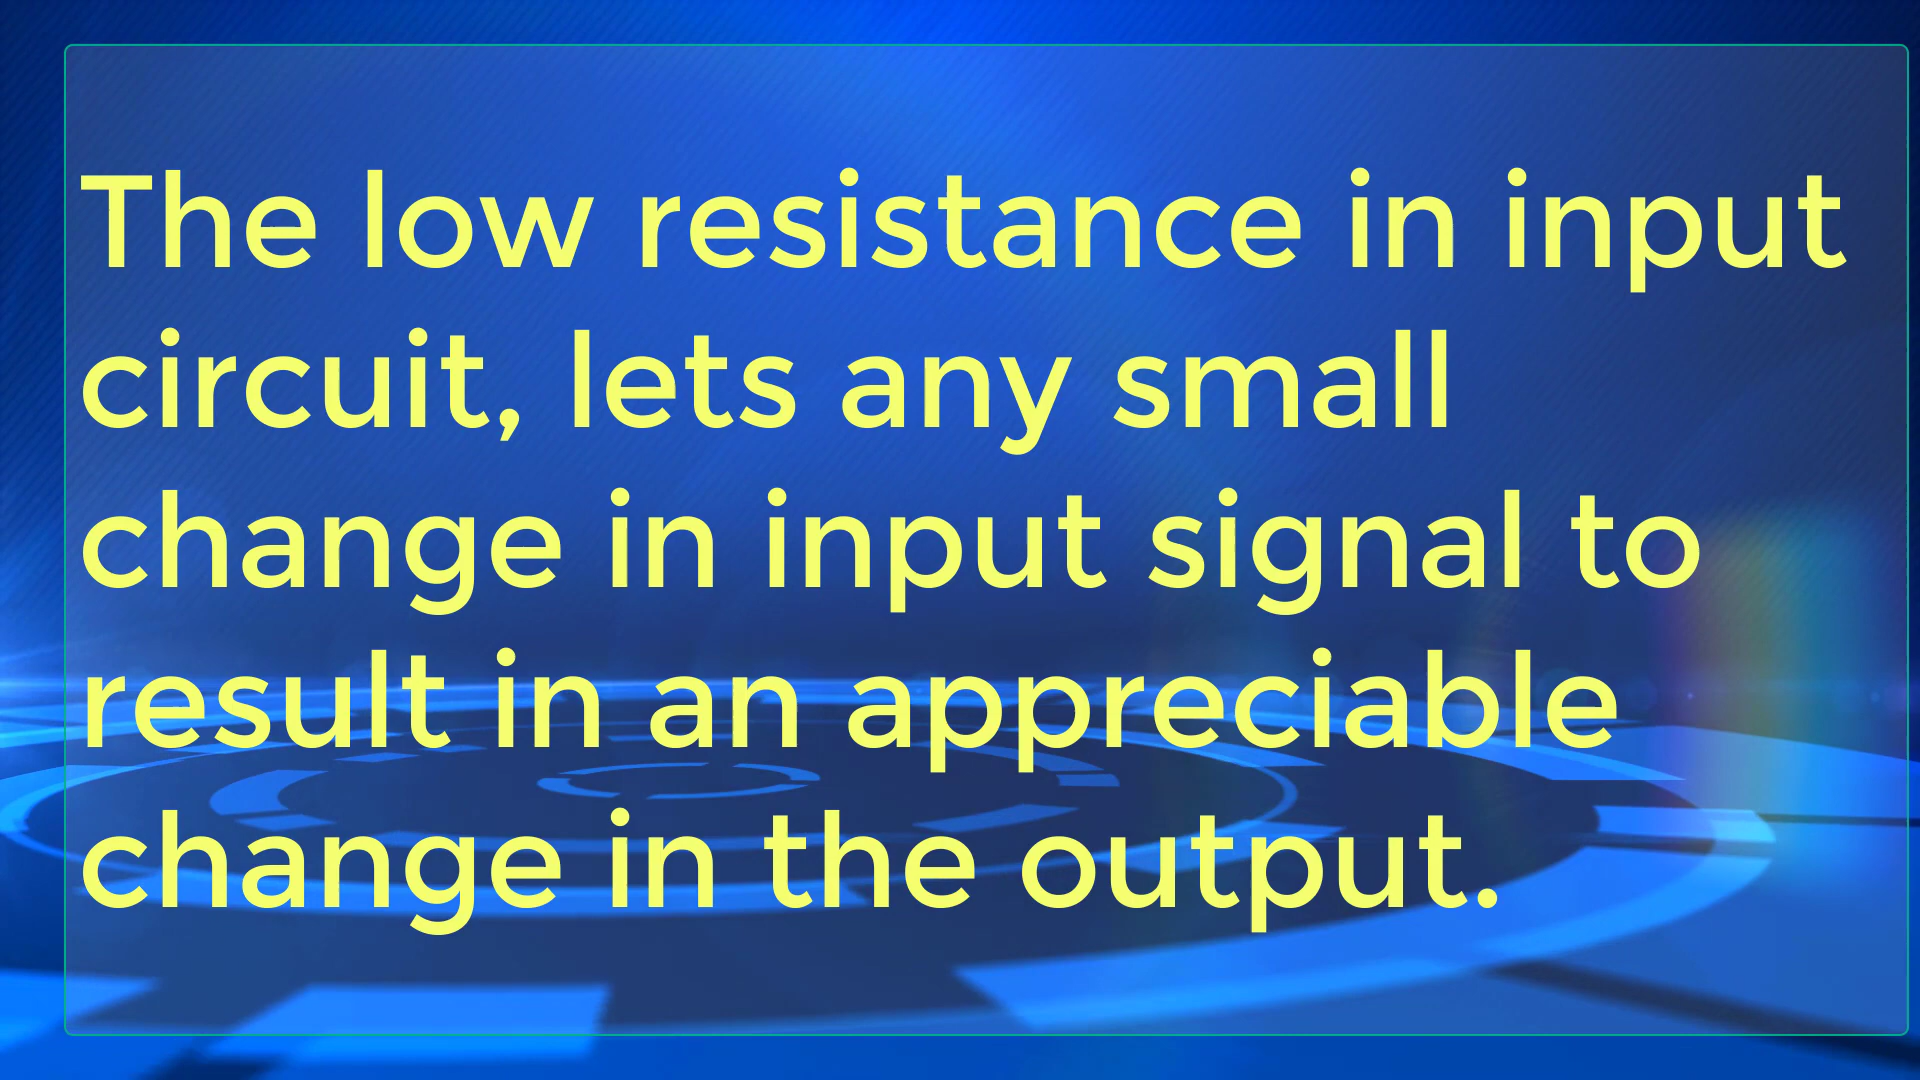 The low resistance in input
circuit, lets any small
change in input signal to
result in an appreciable
change in the output.